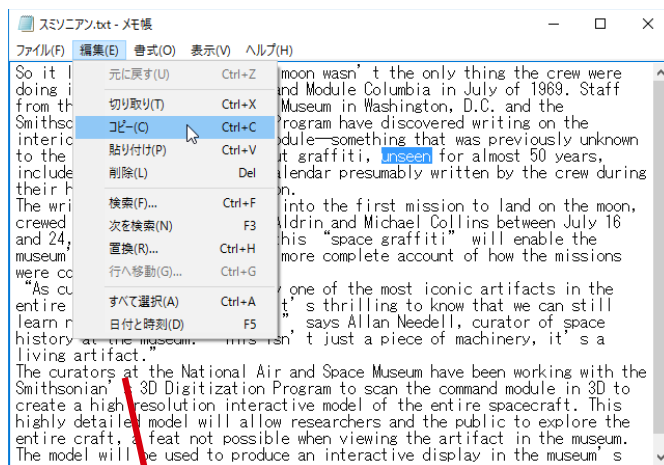 スミソニアン.txt - メモ帳
ファイル(F) 編集(E) 書式(O) 表示(V) ヘルプ(H)
元に戻す(U) Ctrl+Z
切り取り(T) Ctrl+X
コピー(C) Ctrl+C
貼り付け(P) Ctrl+V
削除(L) Del
検索(F)... Ctrl+F
次を検索(N) F3
置換(R)... Ctrl+H
行へ移動(G)... Ctrl+G
すべて選択(A) Ctrl+A
日付と時刻(D) F5
So it moon wasn't the only thing the crew were
doing and Module Columbia in July of 1969. Staff
from Museum in Washington, D.C. and the
Program have discovered writing on the
something that was previously unknown
to the graffiti, unseen for almost 50 years,
include presumably written by the crew during
their
The into the first mission to land on the moon,
crewed Aldrin and Michael Collins between July 16
and 24, this “space graffiti” will enable the
museum' more complete account of how the missions
were
“As one of the most iconic artifacts in the
entire s thrilling to know that we can still
learn says Allan Needell, curator of space
history at the museum. “This isn't just a piece of machinery, it's a
living artifact.”
The curators at the National Air and Space Museum have been working with the
Smithsonian's 3D Digitization Program to scan the command module in 3D to
create a high resolution interactive model of the entire spacecraft. This
highly detailed model will allow researchers and the public to explore the
entire craft, a feat not possible when viewing the artifact in the museum.
The model will be used to produce an interactive display in the museum's